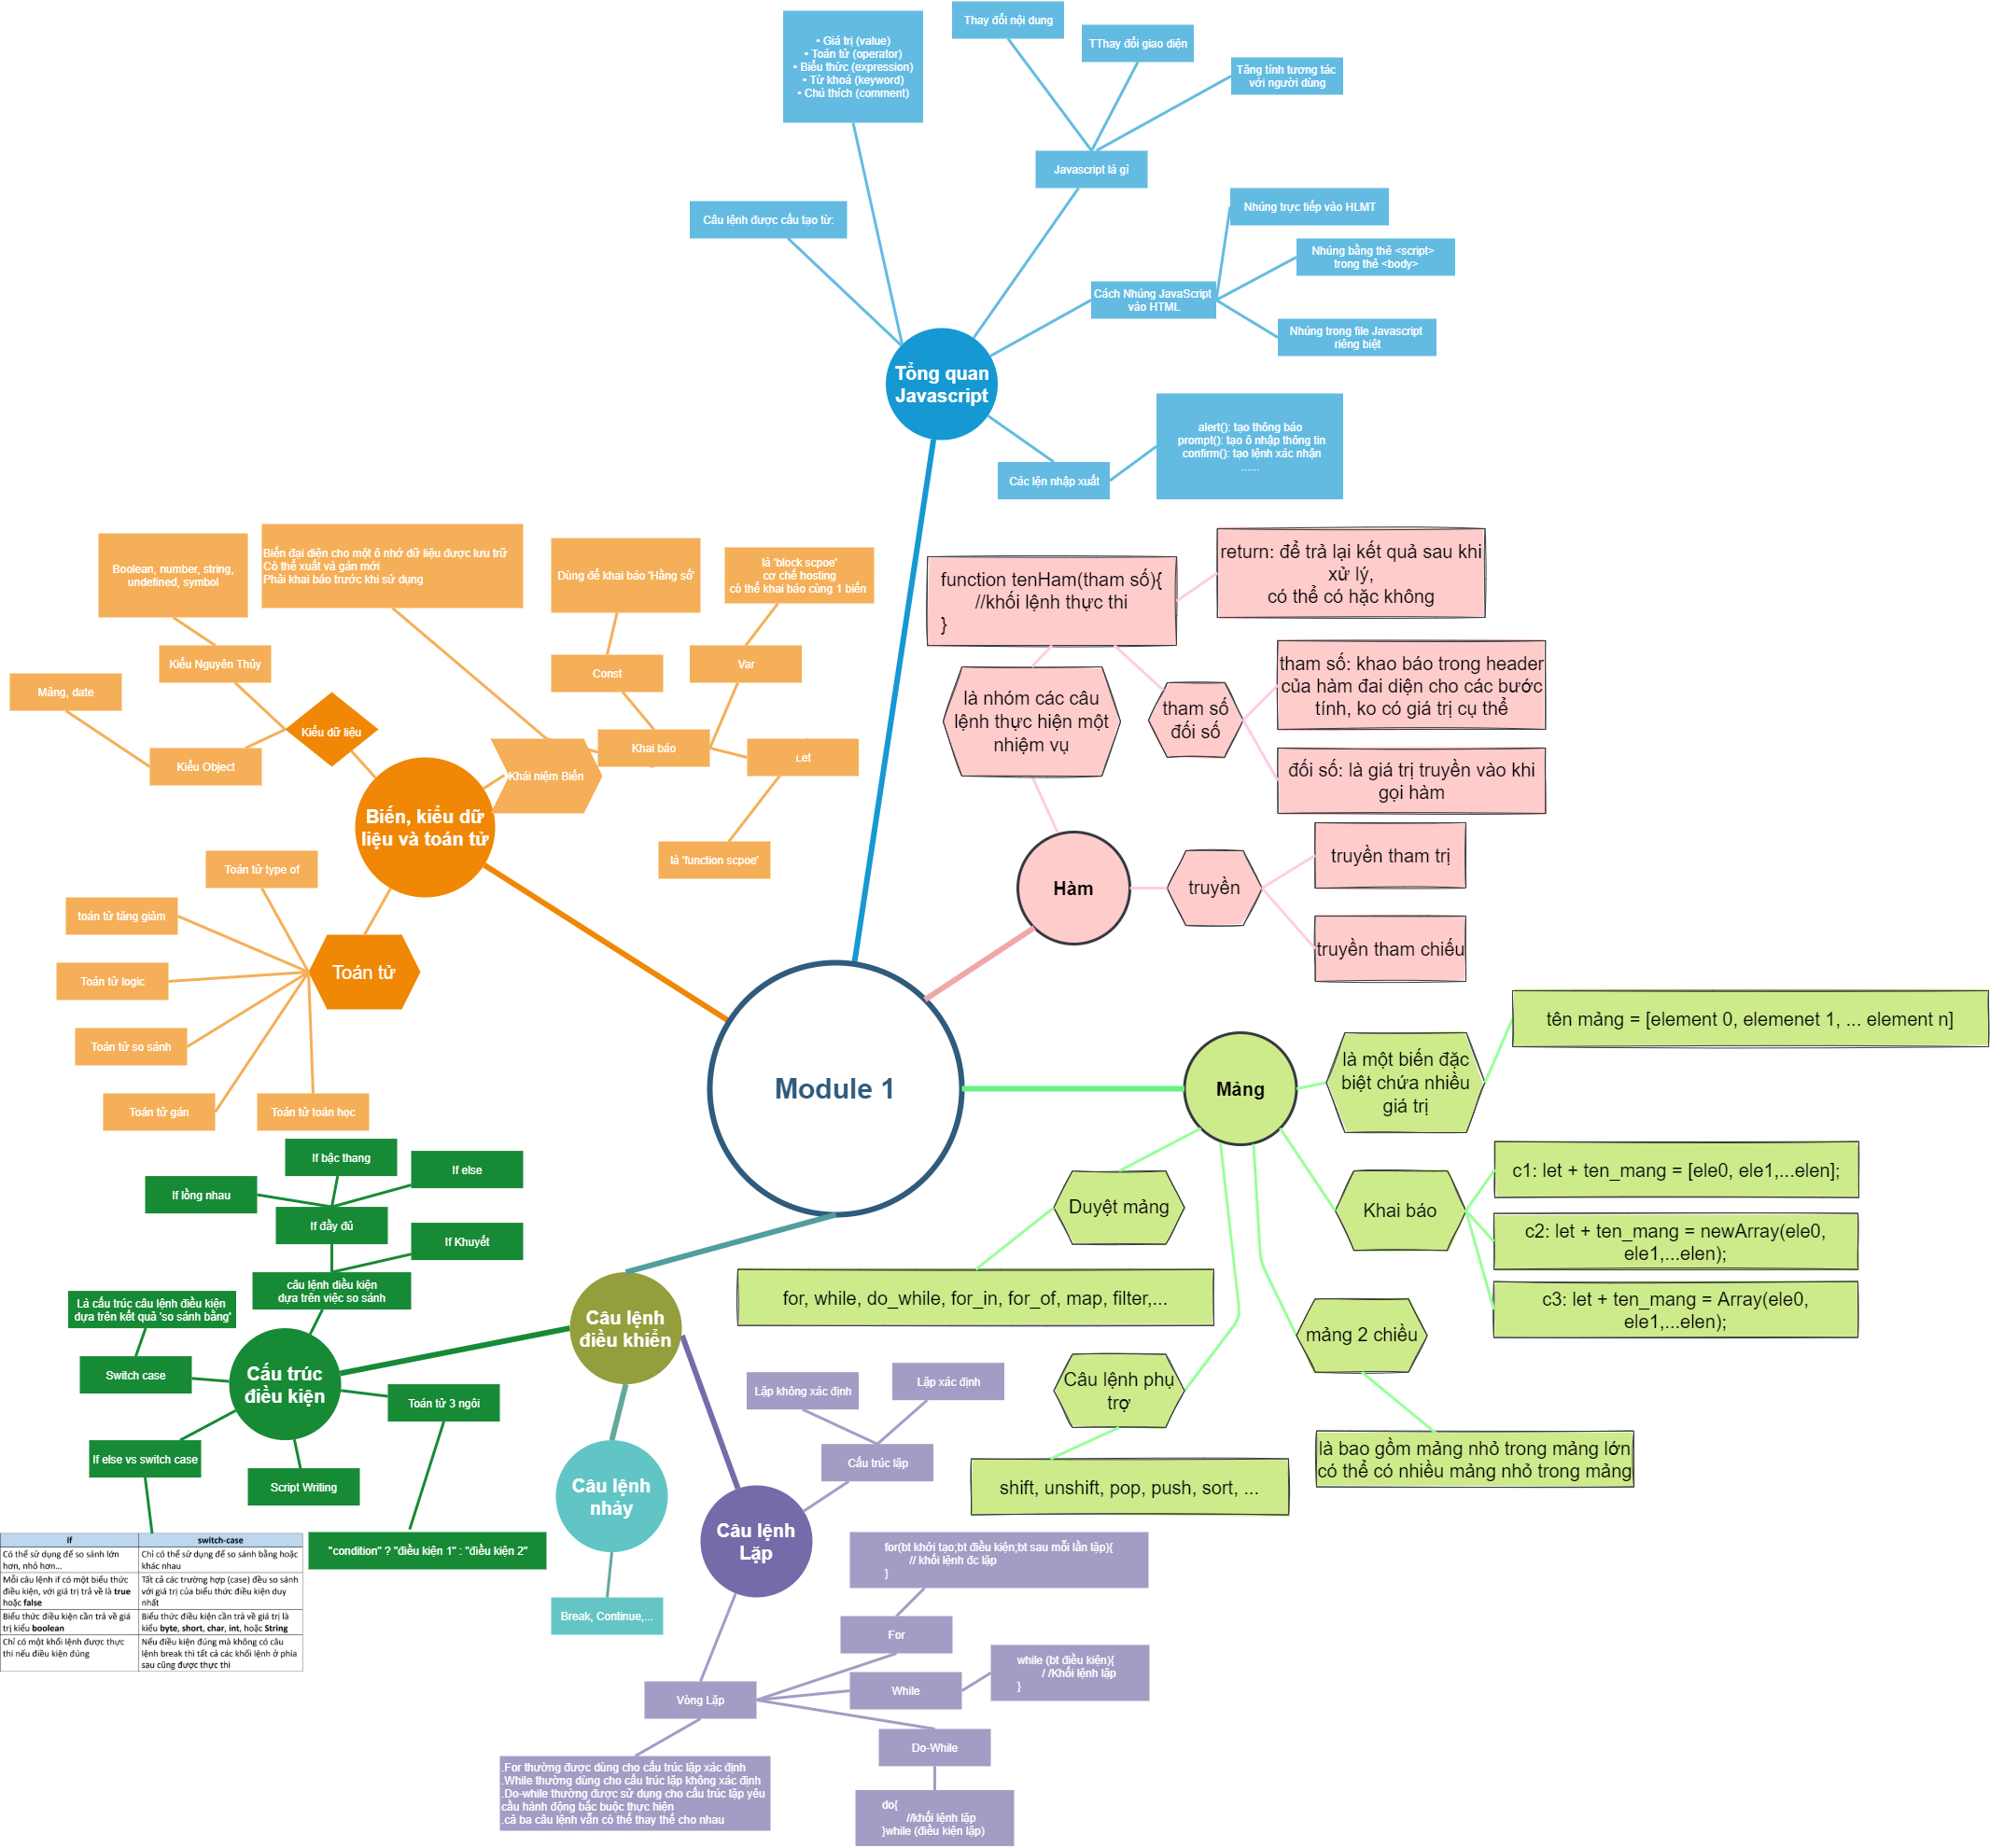 • Giá trị (value)
• Toán tử (operator)
• Biểu thức (expression)
• Từ khoá (keyword)
• Chú thích (comment)
Thay đổi nội dung
TThay đổi giao diện
Tăng tính tương tác
với người dùng
Javascript là gì
Câu lệnh được cấu tạo từ:
Nhúng trực tiếp vào HLMT
Nhúng bằng thẻ <script>
trong thẻ <body>
Cách Nhúng JavaScript
vào HTML
Nhúng trong file Javascript
riêng biệt
Tổng quan
Javascript
alert(): tạo thông báo
prompt(): tạo ô nhập thông tin
confirm(): tạo lệnh xác nhận
......
Các lện nhập xuất
Boolean, number, string,
undefined, symbol
Biến đại diện cho một ô nhớ dữ liệu được lưu trữ
Có thể xuất và gán mới
Phải khai báo trước khi sử dụng
Dùng để khai báo 'Hằng số'
là 'block scpoe'
cơ chế hosting
có thể khai báo cùng 1 biến
Kiểu Nguyên Thủy
Const
Var
Mảng, date
Kiểu dữ liệu
Kiểu Object
Khai báo
Let
Khái niệm Biến
Biến, kiểu dữ
liệu và toán tử
là 'function scpoe'
Toán tử type of
toán tử tăng giảm
Toán tử
Toán tử logic
Toán tử so sánh
Toán tử gán
Toán tử toán học
function tenHam(tham số){
//khối lệnh thực thi
}
return: để trả lại kết quả sau khi
xử lý,
có thể có hặc không
là nhóm các câu
lệnh thực hiện một
nhiệm vụ
tham số
đối số
tham số: khao báo trong header
của hàm đai diện cho các bước
tính, ko có giá trị cụ thể
đối số: là giá trị truyền vào khi
gọi hàm
Hàm
truyền
truyền tham trị
truyền tham chiếu
Module 1
Mảng
là một biến đặc
biệt chứa nhiều
giá trị
tên mảng = [element 0, elemenet 1, ... element n]
Duyệt mảng
Khai báo
c1: let + ten_mang = [ele0, ele1,...elen];
c2: let + ten_mang = newArray(ele0,
ele1,...elen);
c3: let + ten_mang = Array(ele0,
ele1,...elen);
for, while, do_while, for_in, for_of, map, filter,...
mảng 2 chiều
Câu lệnh phụ
trợ
là bao gồm mảng nhỏ trong mảng lớn
có thể có nhiều mảng nhỏ trong mảng
shift, unshift, pop, push, sort, ...
If bậc thang
If else
If lồng nhau
If đầy đủ
If Khuyết
câu lệnh điều kiện
dựa trên việc so sánh
Là cấu trúc câu lệnh điều kiện
dựa trên kết quả 'so sánh bằng'
Câu lệnh
điều khiển
Switch case
Cấu trúc
điều kiện
Toán tử 3 ngôi
If else vs switch case
Script Writing
"condition" ? "điều kiện 1" : "điều kiện 2"
if
switch-case
Có thể sử dụng để so sánh lớn
hơn, nhỏ hơn...
Chỉ có thể sử dụng để so sánh bằng hoặc
khác nhau
Mỗi câu lệnh if có một biểu thức
điều kiện, với giá trị trả về là true
hoặc false
Tất cả các trường hợp (case) đều so sánh
với giá trị của biểu thức điều kiện duy
nhất
Biểu thức điều kiện cần trả về giá
trị kiểu boolean
Biểu thức điều kiện cần trả về giá trị là
kiểu byte, short, char, int, hoặc String
Chỉ có một khối lệnh được thực
thi nếu điều kiện đúng
Nếu điều kiện đúng mà không có câu
lệnh break thì tất cả các khối lệnh ở phía
sau cũng được thực thi
Câu lệnh
nhảy
Break, Continue,...
Lặp không xác định
Lặp xác định
Cấu trúc lặp
Câu lệnh
Lặp
for(bt khởi tạo;bt điều kiện;bt sau mỗi lần lặp){
// khối lệnh đc lặp
}
For
Vòng Lặp
While
while (bt điều kiện){
/ /Khối lệnh lặp
}
Do-While
.For thường được dùng cho cấu trúc lặp xác định
.While thường dùng cho cấu trúc lặp không xác định
.Do-while thường được sử dụng cho cấu trúc lặp yêu
cầu hành động bắc buộc thực hiện
.cả ba câu lệnh vẫn có thể thay thế cho nhau
do{
//khối lệnh lặp
}while (điều kiện lặp)